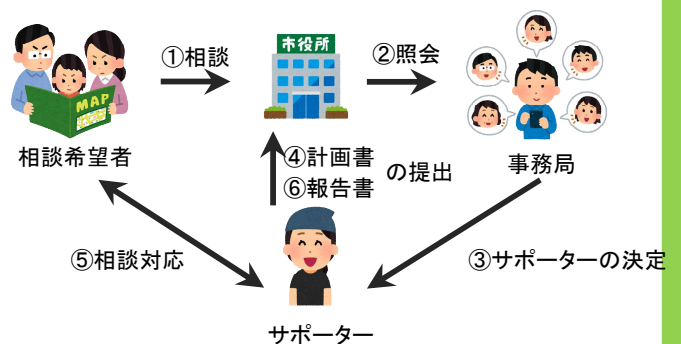 市役所
①相談
②照会
MAP
相談希望者
④計画書
⑥報告書
の提出
事務局
⑤相談対応
③サポーターの決定
サポーター